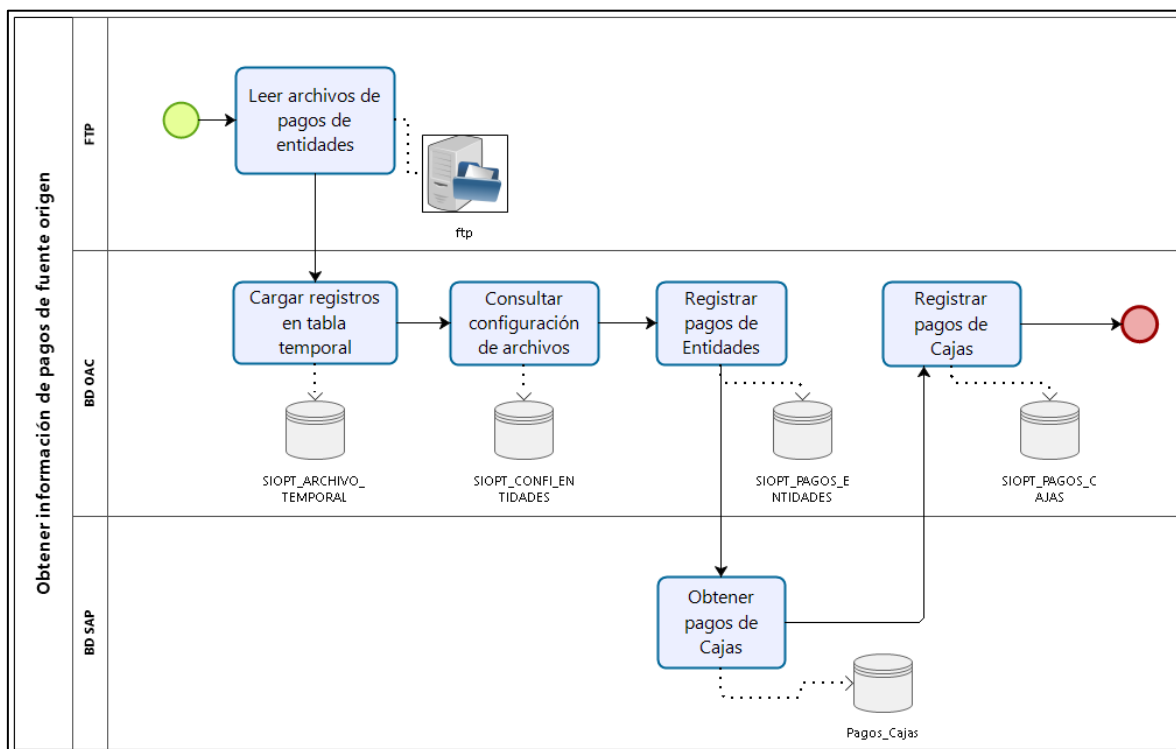 Obtener información de pagos de fuente origen
FTP
Leer archivos de
pagos de
entidades
ftp
BD OAC
Cargar registros
en tabla
temporal
Consultar
configuración
de archivos
Registrar
pagos de
Entidades
Registrar
pagos de
Cajas
SIOPT_ARCHIVO_
TEMPORAL
SIOPT_CONFI_EN
TIDADES
SIOPT_PAGOS_E
NTIDADES
SIOPT_PAGOS_C
AJAS
BD SAP
Obtener
pagos de
Cajas
Pagos_Cajas